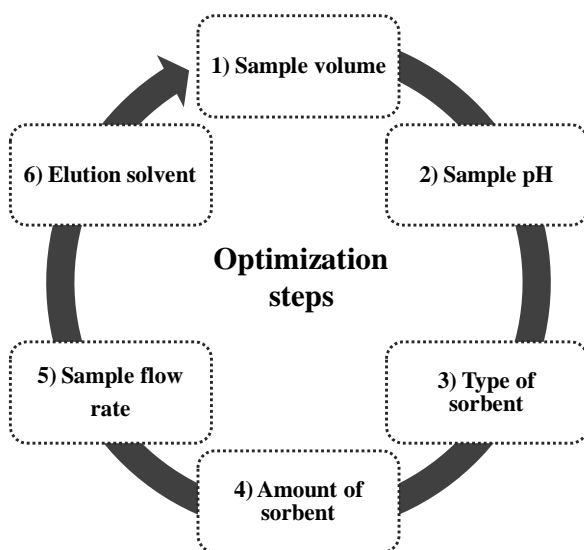 1) Sample volume
2) Sample pH
3) Type of
sorbent
4) Amount of
sorbent
5) Sample flow
rate
6) Elution solvent
Optimization
steps